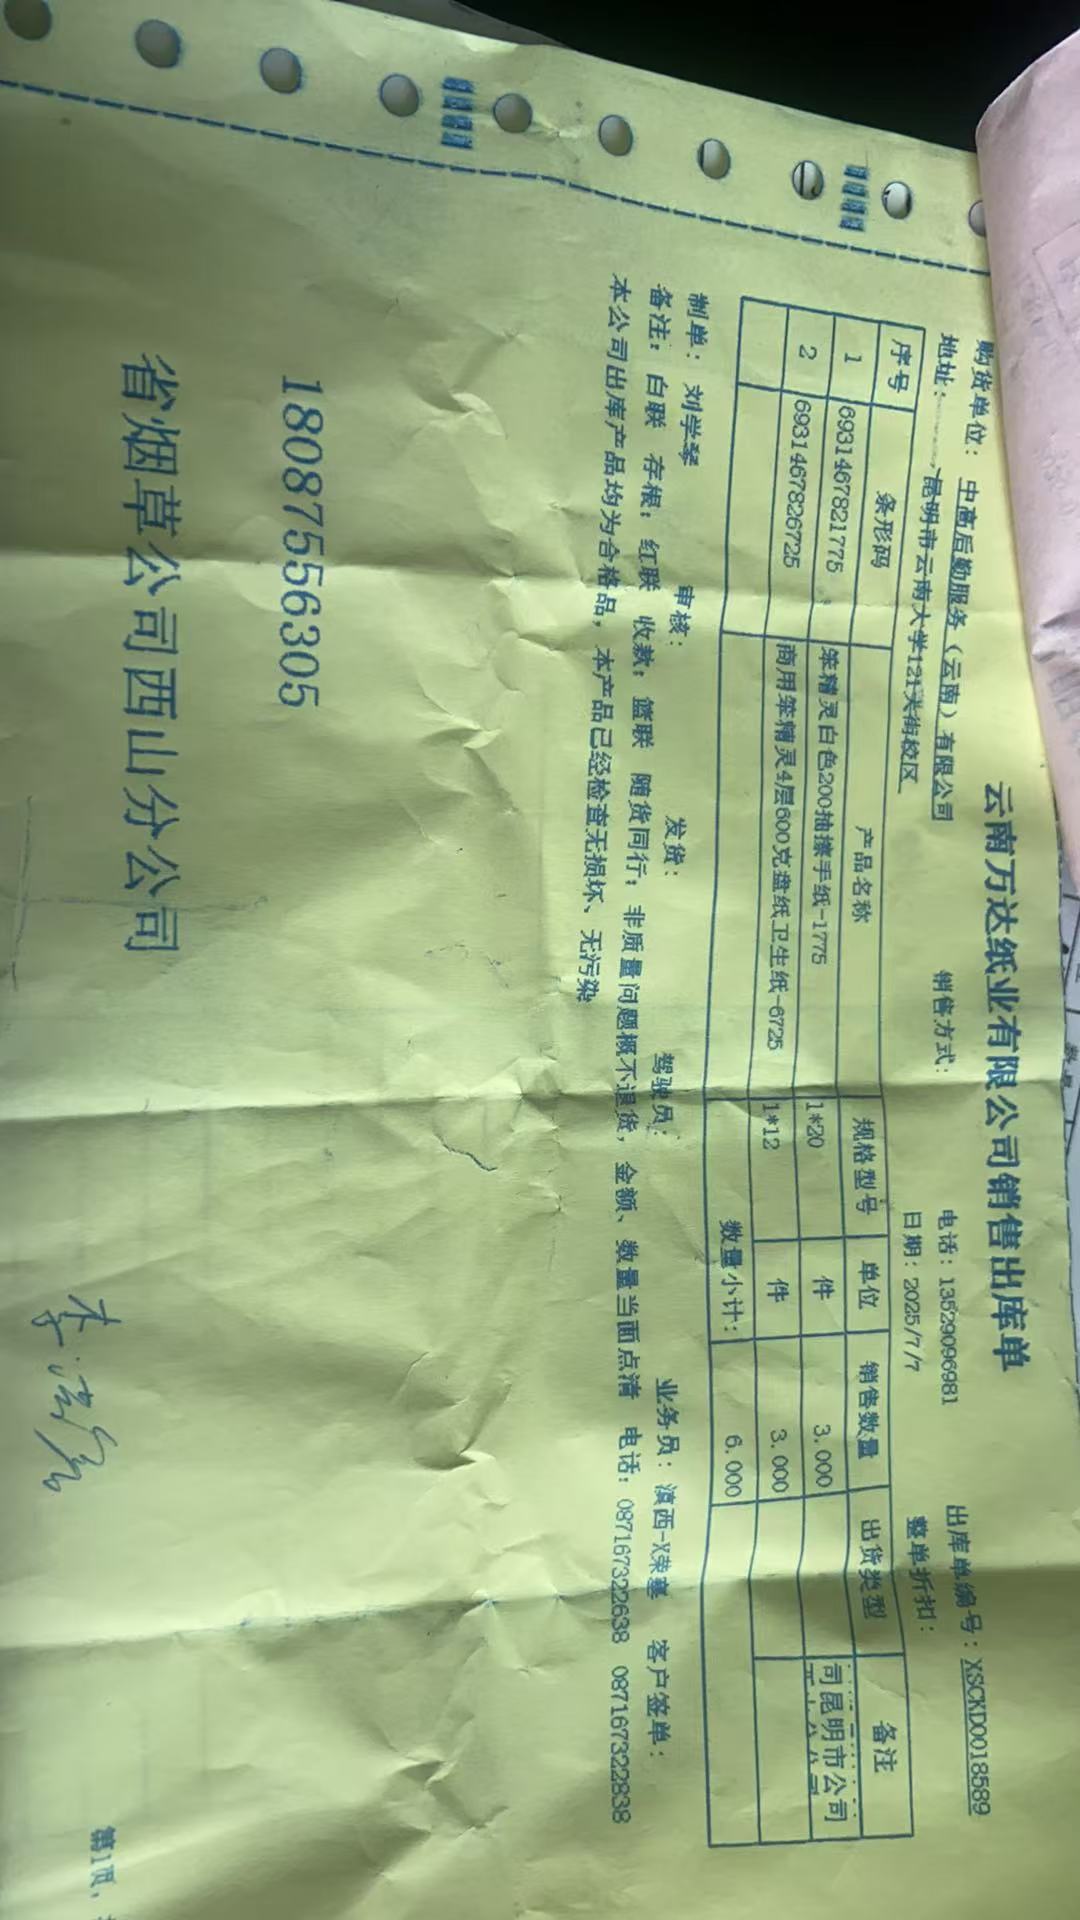 云南万达纸业有限公司销售出库单
购货单位： 中商后勤服务（云南）有限公司 电话：13529096981 出库单编号：XSCKD0018589
地址： 昆明市云南大学121大街校区 销售方式： 日期：2025/7/7 整单折扣：
序号 条形码 产品名称 规格型号 单位 销售数量 出货类型 备注
1 6931467821775 笨精灵白色200抽擦手纸-1775 1*20 件 3.000 司昆明市公司
2 6931467826725 商用笨精灵4层600克盘纸卫生纸-6725 1*12 件 3.000
数量小计： 6.000
制单： 刘学琴 审核： 发货： 驾驶员： 业务员：滇西-X荣塞 客户签单：
备注：白联 存根；红联 收款；篮联 随货同行；非质量问题概不退货，金额、数量当面点清 电话：087167322638 087167322838
本公司出库产品均为合格品，本产品已经检查无损坏、无污染
18087556305
省烟草公司西山分公司
第1页，